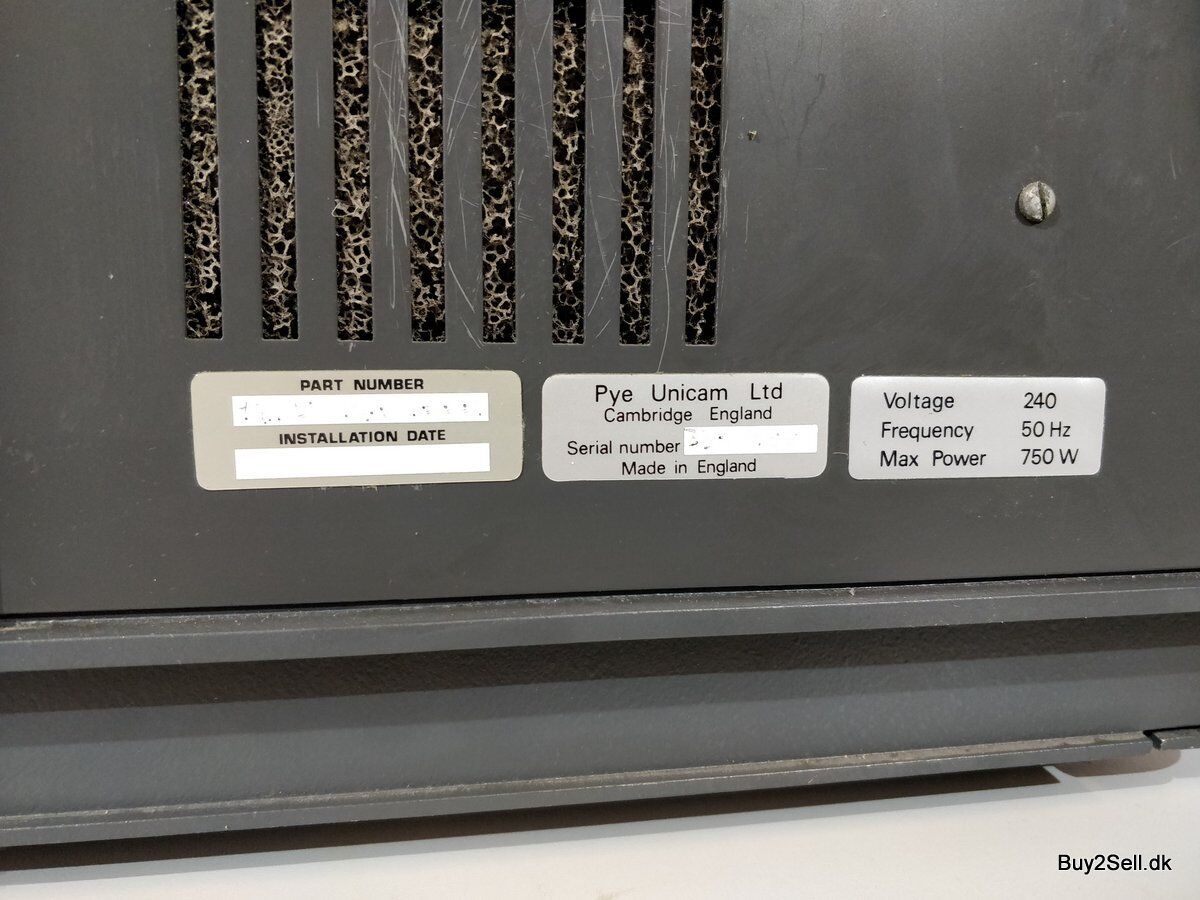 PART NUMBER
INSTALLATION DATE
Pye Unicam Ltd
Cambridge England
Serial number
Made in England
Voltage 240
Frequency 50 Hz
Max Power 750 W
Buy2Sell.dk